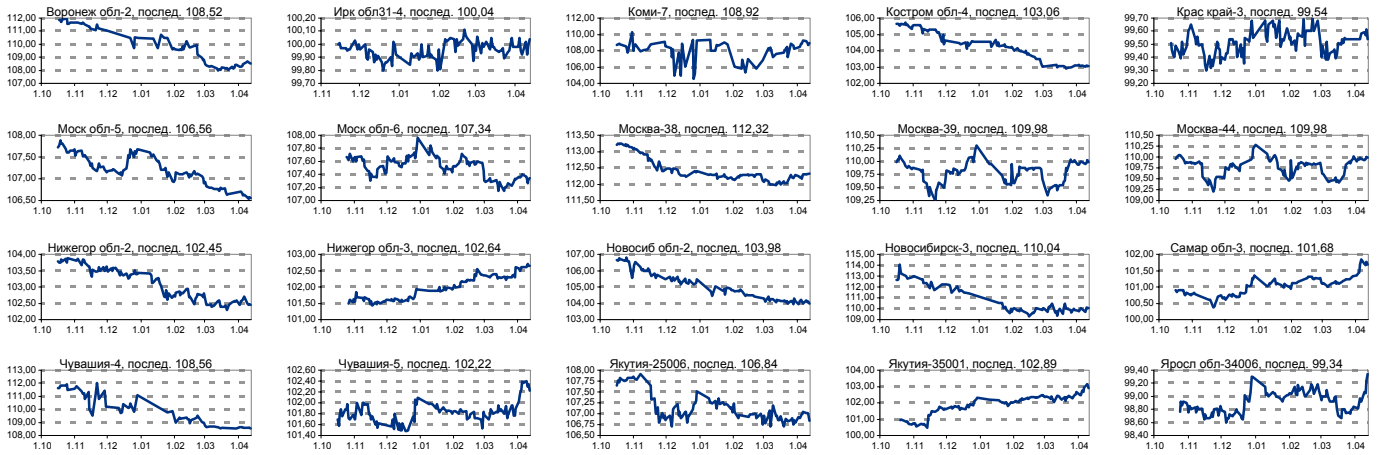 Воронеж обл-2, послед. 108,52
112,00
111,00
110,00
109,00
108,00
107,00
1.10 1.11 1.12 1.01 1.02 1.03 1.04
Ирк обл31-4, послед. 100,04
100,20
100,10
100,00
99,90
99,80
99,70
1.11 1.12 1.01 1.02 1.03 1.04
Коми-7, послед. 108,92
112,00
110,00
108,00
106,00
104,00
1.10 1.11 1.12 1.01 1.02 1.03 1.04
Костром обл-4, послед. 103,06
106,00
105,00
104,00
103,00
102,00
1.10 1.11 1.12 1.01 1.02 1.03 1.04
Крас край-3, послед. 99,54
99,70
99,60
99,50
99,40
99,30
99,20
1.10 1.11 1.12 1.01 1.02 1.03 1.04
Моск обл-5, послед. 106,56
108,00
107,50
107,00
106,50
1.10 1.11 1.12 1.01 1.02 1.03 1.04
Моск обл-6, послед. 107,34
108,00
107,80
107,60
107,40
107,20
107,00
1.10 1.11 1.12 1.01 1.02 1.03 1.04
Москва-38, послед. 112,32
113,50
113,00
112,50
112,00
111,50
1.10 1.11 1.12 1.01 1.02 1.03 1.04
Москва-39, послед. 109,98
110,50
110,25
110,00
109,75
109,50
109,25
1.10 1.11 1.12 1.01 1.02 1.03 1.04
Москва-44, послед. 109,98
110,50
110,25
110,00
109,75
109,50
109,25
109,00
1.10 1.11 1.12 1.01 1.02 1.03 1.04
Нижегор обл-2, послед. 102,45
104,00
103,50
103,00
102,50
102,00
1.10 1.11 1.12 1.01 1.02 1.03 1.04
Нижегор обл-3, послед. 102,64
103,00
102,50
102,00
101,50
101,00
1.10 1.11 1.12 1.01 1.02 1.03 1.04
Новосиб обл-2, послед. 103,98
107,00
106,00
105,00
104,00
103,00
1.10 1.11 1.12 1.01 1.02 1.03 1.04
Новосибирск-3, послед. 110,04
115,00
114,00
113,00
112,00
111,00
110,00
109,00
1.10 1.11 1.12 1.01 1.02 1.03 1.04
Самар обл-3, послед. 101,68
102,00
101,50
101,00
100,50
100,00
1.10 1.11 1.12 1.01 1.02 1.03 1.04
Чувашия-4, послед. 108,56
113,00
112,00
111,00
110,00
109,00
108,00
1.10 1.11 1.12 1.01 1.02 1.03 1.04
Чувашия-5, послед. 102,22
102,60
102,40
102,20
102,00
101,80
101,60
101,40
1.10 1.11 1.12 1.01 1.02 1.03 1.04
Якутия-25006, послед. 106,84
108,00
107,75
107,50
107,25
107,00
106,75
106,50
1.10 1.11 1.12 1.01 1.02 1.03 1.04
Якутия-35001, послед. 102,89
104,00
103,00
102,00
101,00
100,00
1.10 1.11 1.12 1.01 1.02 1.03 1.04
Яросл обл-34006, послед. 99,34
99,40
99,20
99,00
98,80
98,60
98,40
1.10 1.11 1.12 1.01 1.02 1.03 1.04